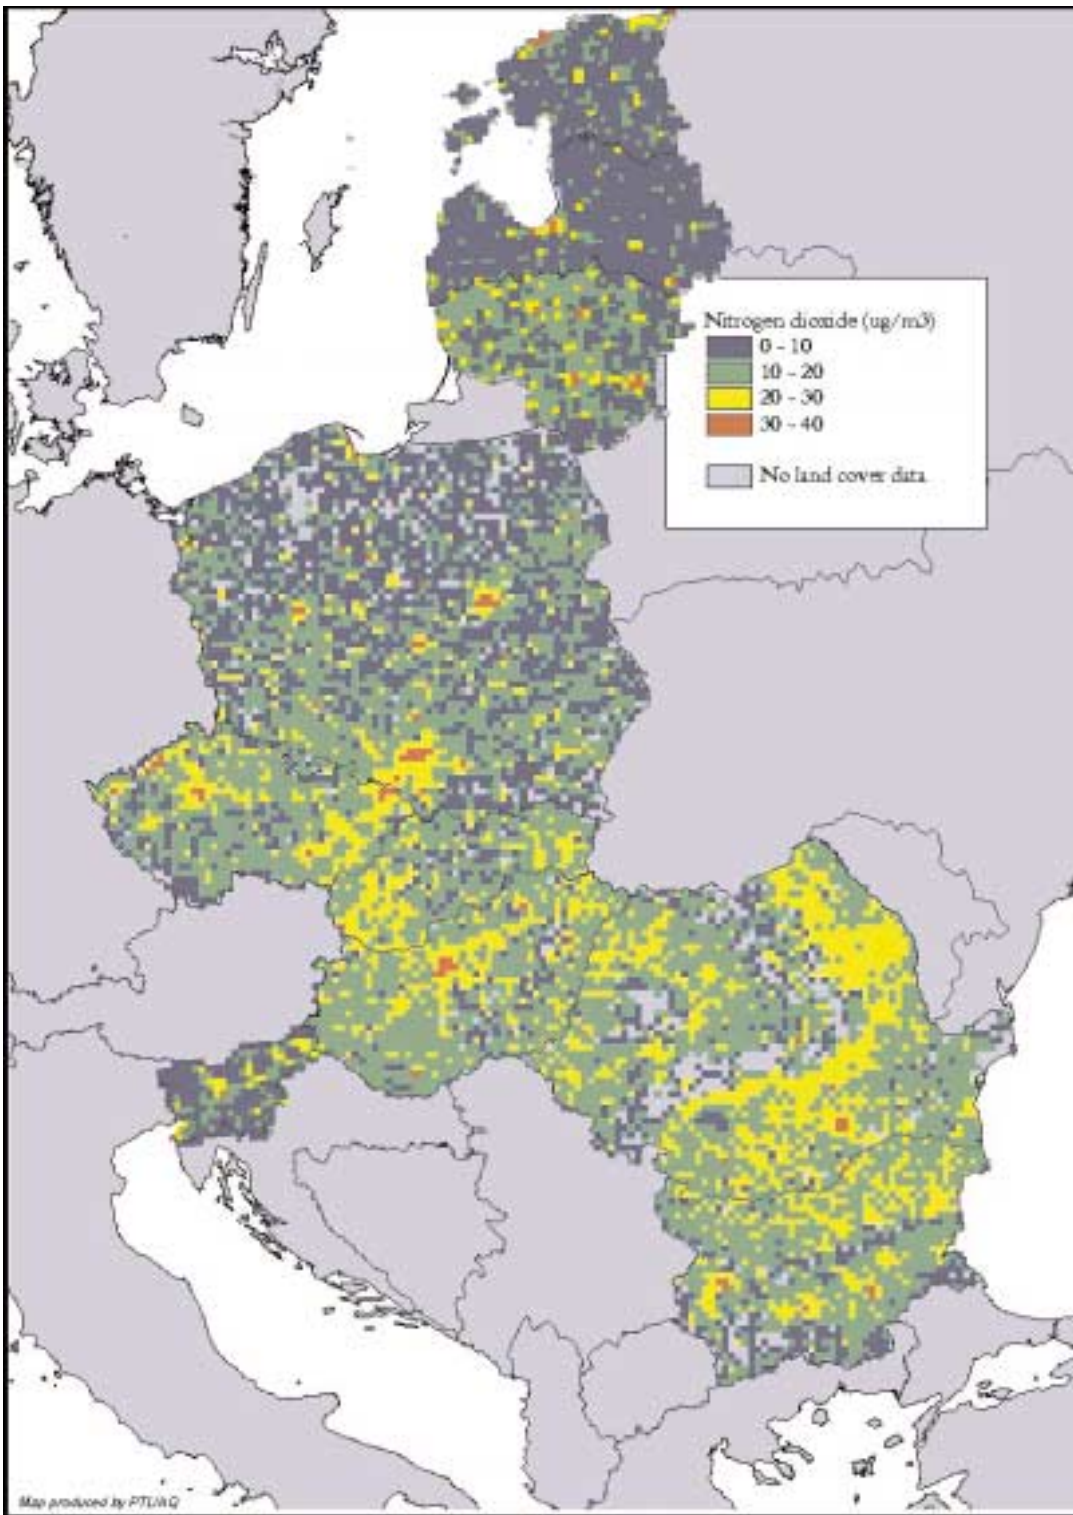 Nitrogen dioxide (ug/m3)
0 - 10
10 - 20
20 - 30
30 - 40
No land cover data
Map produced by PTL/AQ